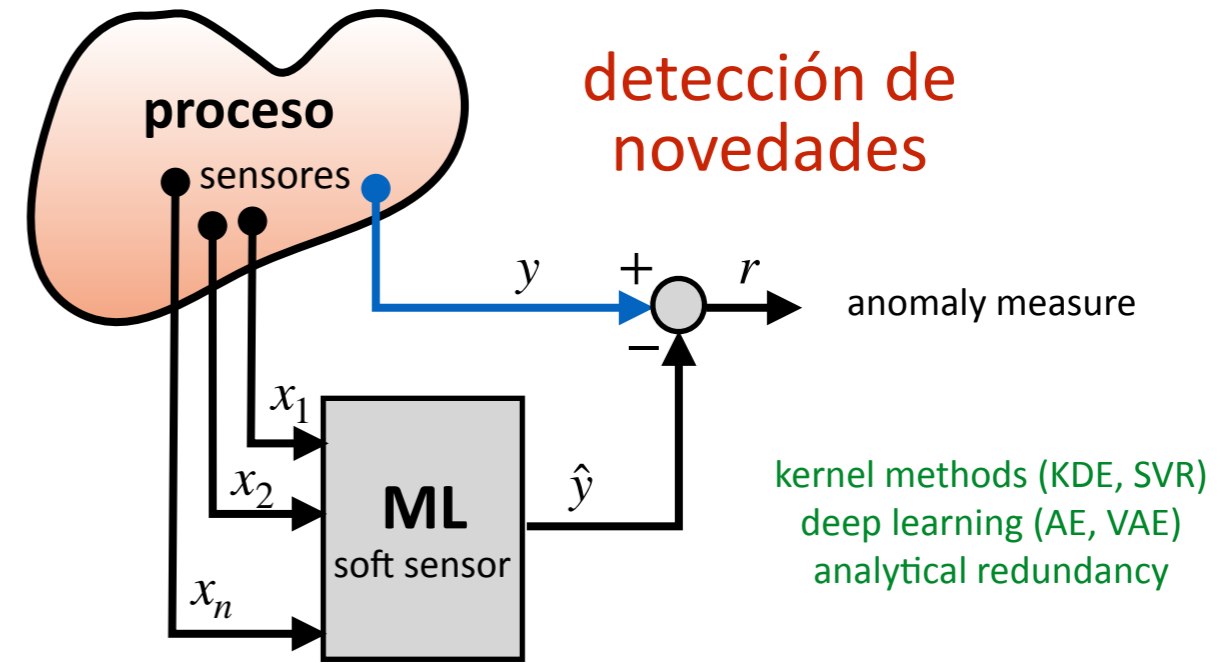 detección de
novedades
proceso
sensores
y
+
r
anomaly measure
−
x₁
x₂
ŷ
xₙ
ML
soft sensor
kernel methods (KDE, SVR)
deep learning (AE, VAE)
analytical redundancy